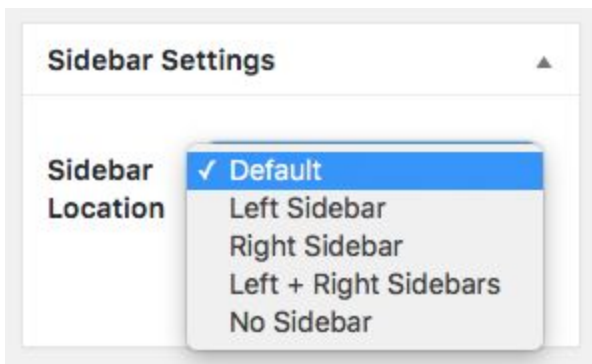 Sidebar Settings
Sidebar
Location
✓ Default
Left Sidebar
Right Sidebar
Left + Right Sidebars
No Sidebar